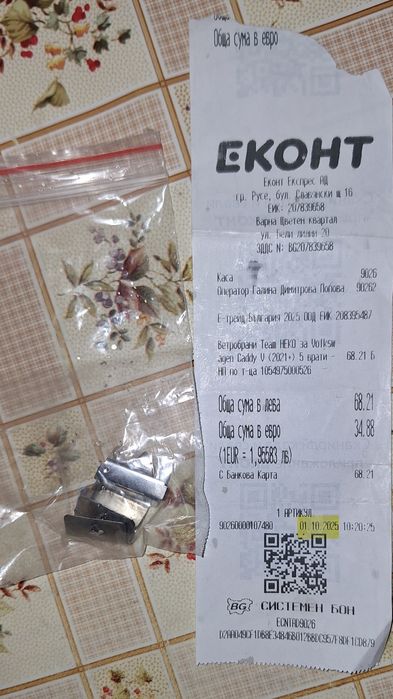 Обща сума в евро
ЕКОНТ
Еконт Експрес АД
гр. Русе, бул. Славянски щ 16
ЕИК: 207839658
Варна Цветен квартал
ул. Бели лилии 20
ЗДДС N: BG207839658
Каса 9026
Оператор Галина Димитрова Попова 90262
Е-трейд България 2025 ООД ЕИК 208395487
Ветробрани Team HEKO за Volksw
agen Caddy V (2021+) 5 врати - 68.21 Б
НП по т-ца 1054975000526
Обща сума в лева 68.21
Обща сума в евро 34.88
(1EUR = 1,95583 лв)
С Банкова Карта 68.21
1 АРТИКУЛ
90260000107480 01.10.2025 10:20:25
BG СИСТЕМЕН БОН
ECNTAD9026